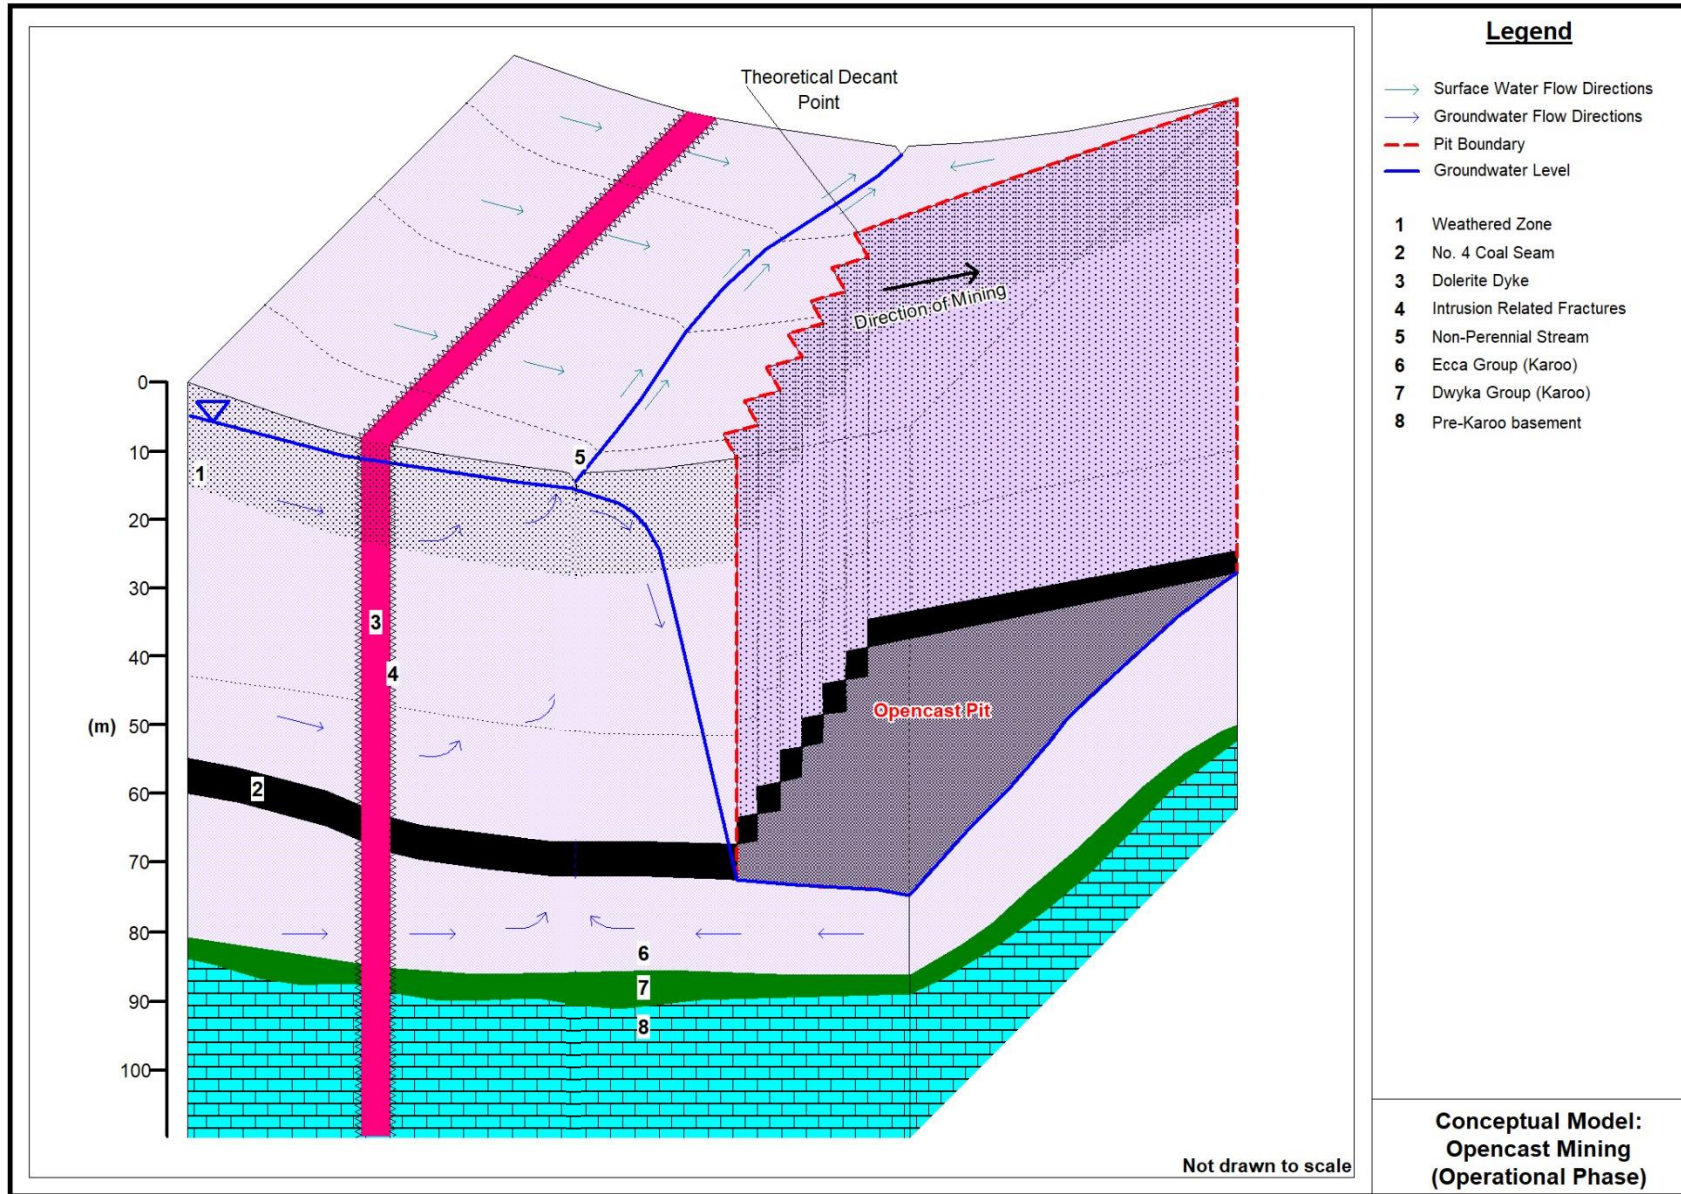 Theoretical Decant
Point
Direction of Mining
Opencast Pit
0
10
20
30
40
50
(m)
60
70
80
90
100
1
2
3
4
5
6
7
8
Not drawn to scale
Legend
Surface Water Flow Directions
Groundwater Flow Directions
Pit Boundary
Groundwater Level
1 Weathered Zone
2 No. 4 Coal Seam
3 Dolerite Dyke
4 Intrusion Related Fractures
5 Non-Perennial Stream
6 Ecca Group (Karoo)
7 Dwyka Group (Karoo)
8 Pre-Karoo basement
Conceptual Model:
Opencast Mining
(Operational Phase)